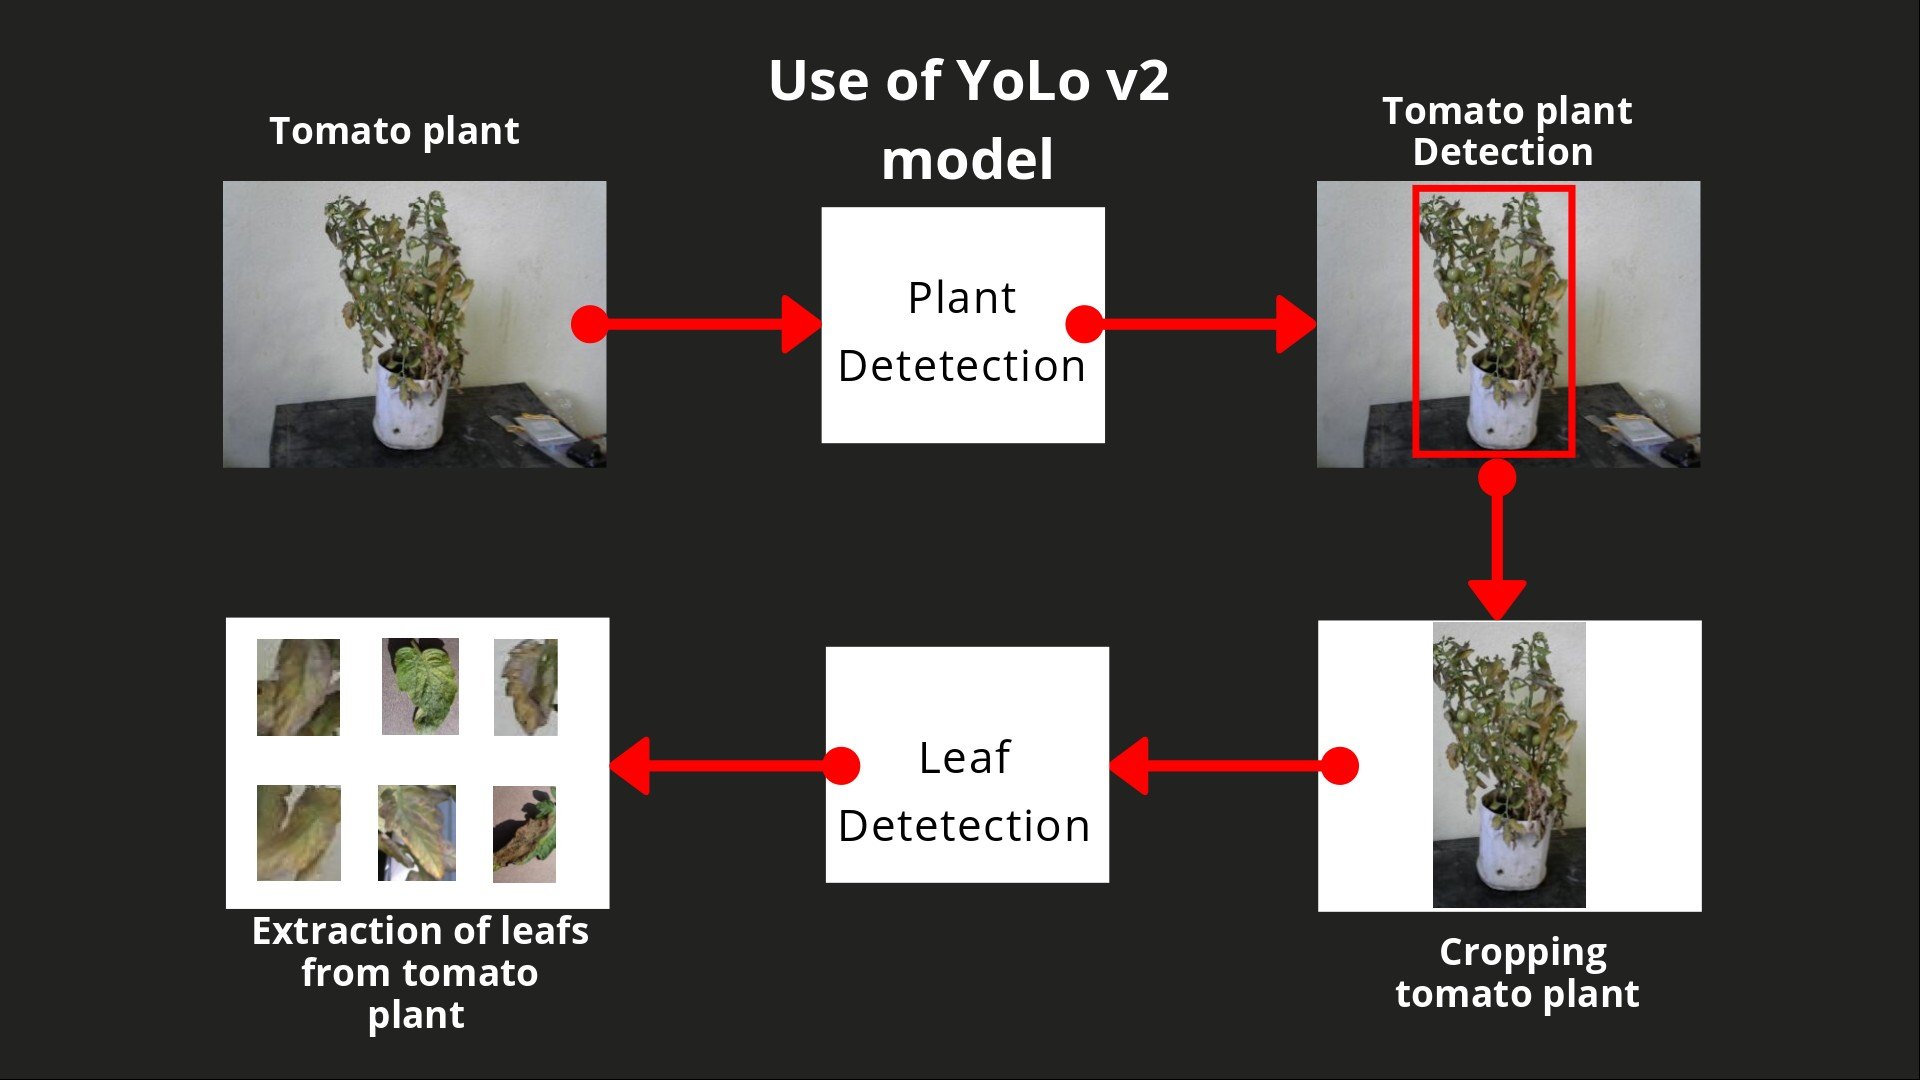 Use of YoLo v2
model
Tomato plant
Tomato plant
Detection
Plant
Detetection
Leaf
Detetection
Extraction of leafs
from tomato
plant
Cropping
tomato plant